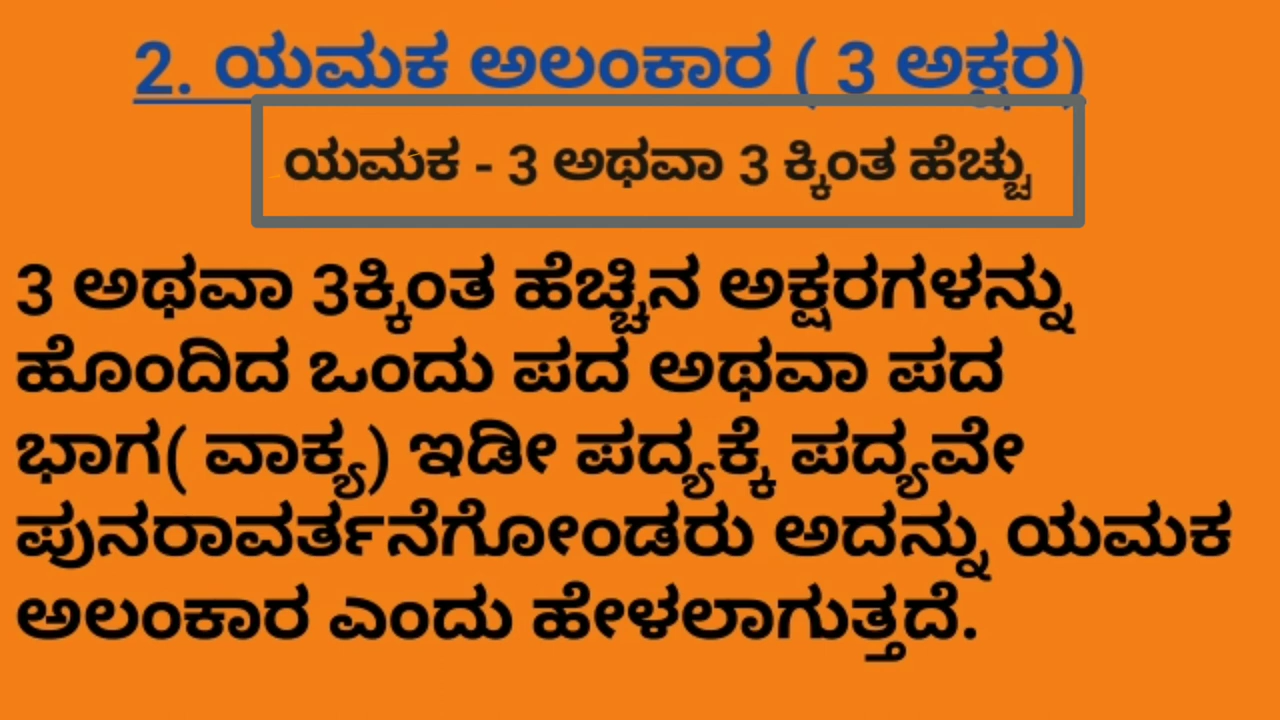 2. ಯಮಕ ಅಲಂಕಾರ ( 3 ಅಕ್ಷರ)
ಯಮಕ - 3 ಅಥವಾ 3 ಕ್ಕಿಂತ ಹೆಚ್ಚು
3 ಅಥವಾ 3ಕ್ಕಿಂತ ಹೆಚ್ಚಿನ ಅಕ್ಷರಗಳನ್ನು
ಹೊಂದಿದ ಒಂದು ಪದ ಅಥವಾ ಪದ
ಭಾಗ( ವಾಕ್ಯ) ಇಡೀ ಪದ್ಯಕ್ಕೆ ಪದ್ಯವೇ
ಪುನರಾವರ್ತನೆಗೋಂಡರು ಅದನ್ನು ಯಮಕ
ಅಲಂಕಾರ ಎಂದು ಹೇಳಲಾಗುತ್ತದೆ.